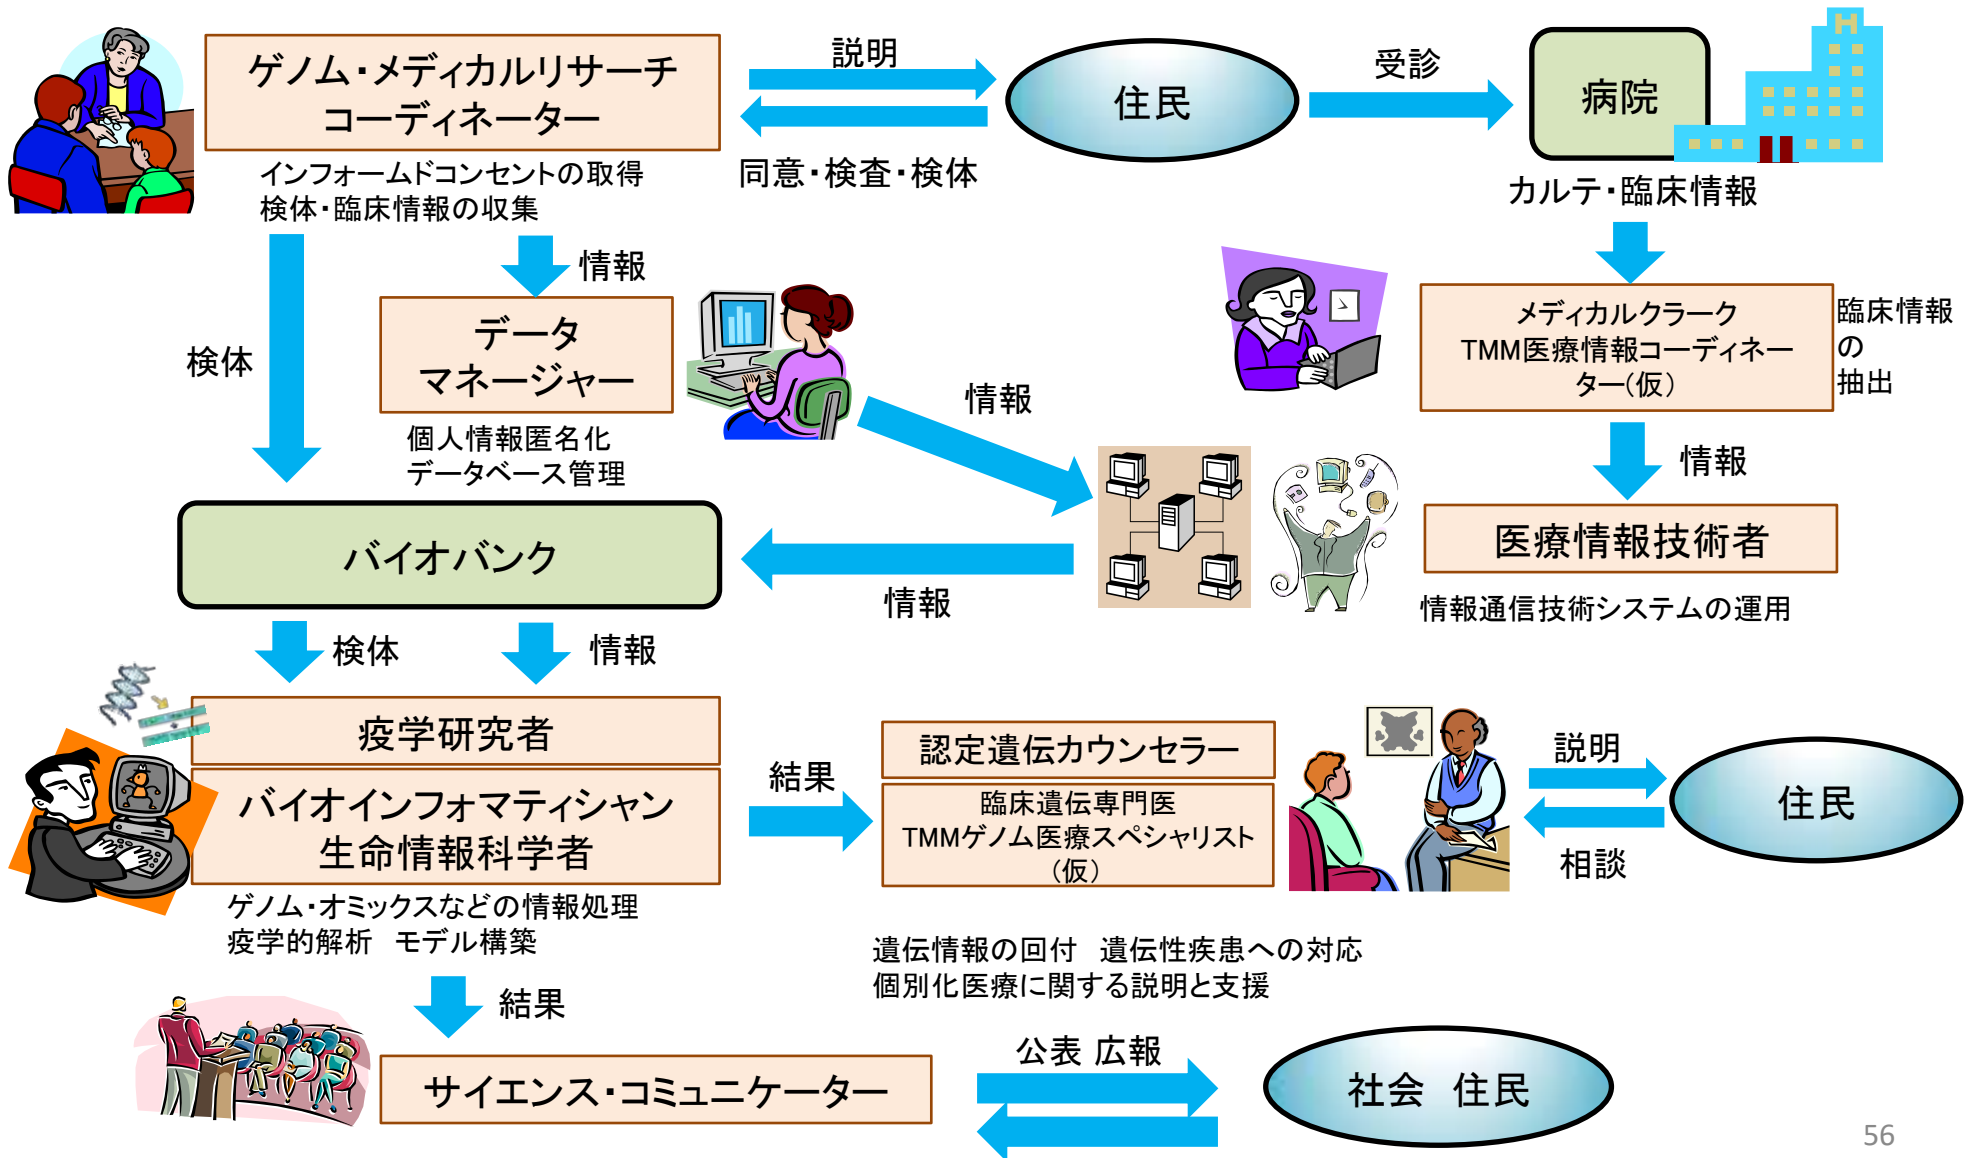 ゲノム・メディカルリサーチ
コーディネーター
説明
住民
受診
病院
H
インフォームドコンセントの取得
検体・臨床情報の収集
同意・検査・検体
カルテ・臨床情報
情報
検体
データ
マネージャー
個人情報匿名化
データベース管理
情報
メディカルクラーク
TMM医療情報コーディネー
ター(仮)
臨床情報
の
抽出
情報
医療情報技術者
情報通信技術システムの運用
バイオバンク
情報
検体
情報
疫学研究者
バイオインフォマティシャン
生命情報科学者
ゲノム・オミックスなどの情報処理
疫学的解析　モデル構築
結果
認定遺伝カウンセラー
臨床遺伝専門医
TMMゲノム医療スペシャリスト
（仮）
説明
相談
住民
遺伝情報の回付　遺伝性疾患への対応
個別化医療に関する説明と支援
結果
サイエンス・コミュニケーター
公表 広報
社会　住民
56